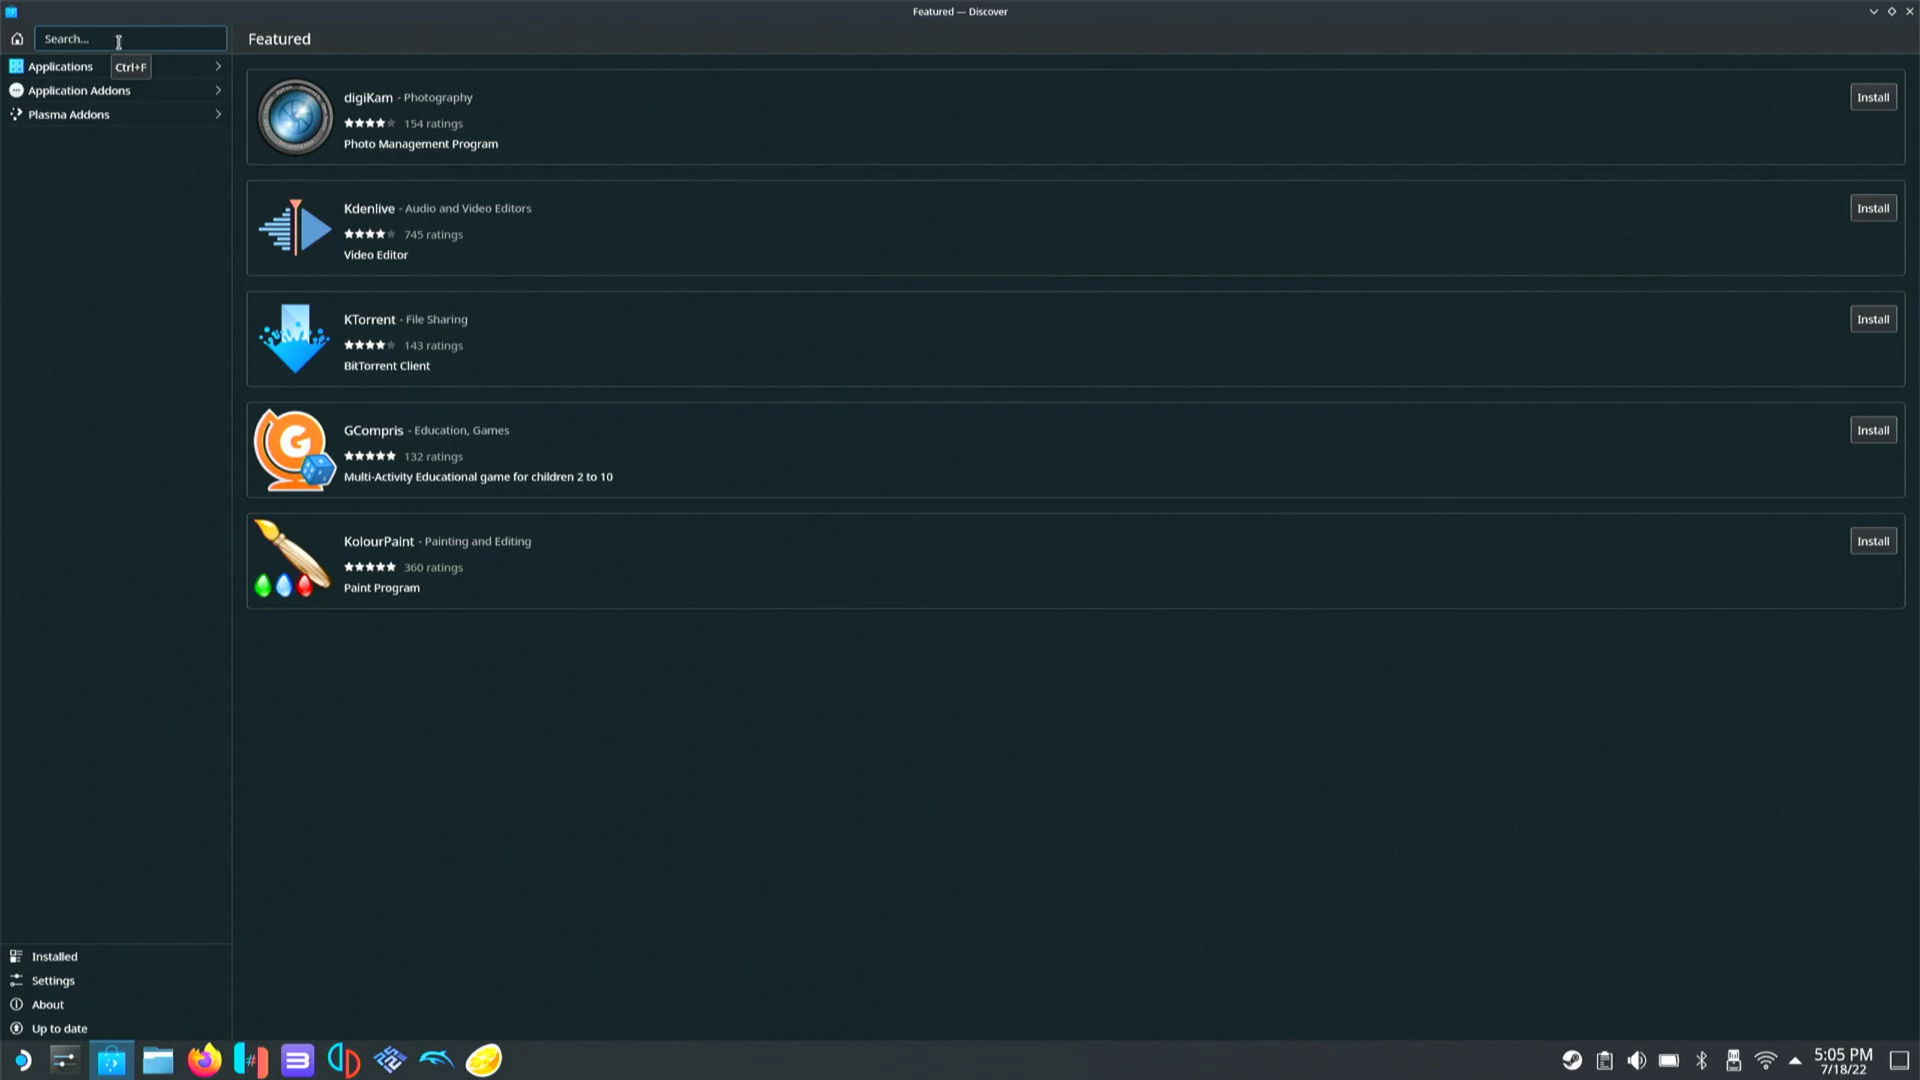 Featured — Discover
Search...
Featured
Applications
Ctrl+F
Application Addons
Plasma Addons
digiKam - Photography
154 ratings
Photo Management Program
Install
Kdenlive - Audio and Video Editors
745 ratings
Video Editor
Install
KTorrent - File Sharing
143 ratings
BitTorrent Client
Install
GCompris - Education, Games
132 ratings
Multi-Activity Educational game for children 2 to 10
Install
KolourPaint - Painting and Editing
360 ratings
Paint Program
Install
Installed
Settings
About
Up to date
5:05 PM
7/18/22